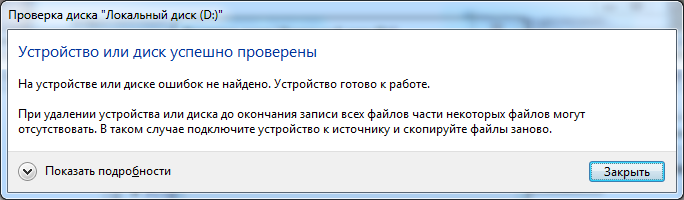 Проверка диска "Локальный диск (D:)"
Устройство или диск успешно проверены
На устройстве или диске ошибок не найдено. Устройство готово к работе.
При удалении устройства или диска до окончания записи всех файлов части некоторых файлов могут
отсутствовать. В таком случае подключите устройство к источнику и скопируйте файлы заново.
Показать подробности
Закрыть